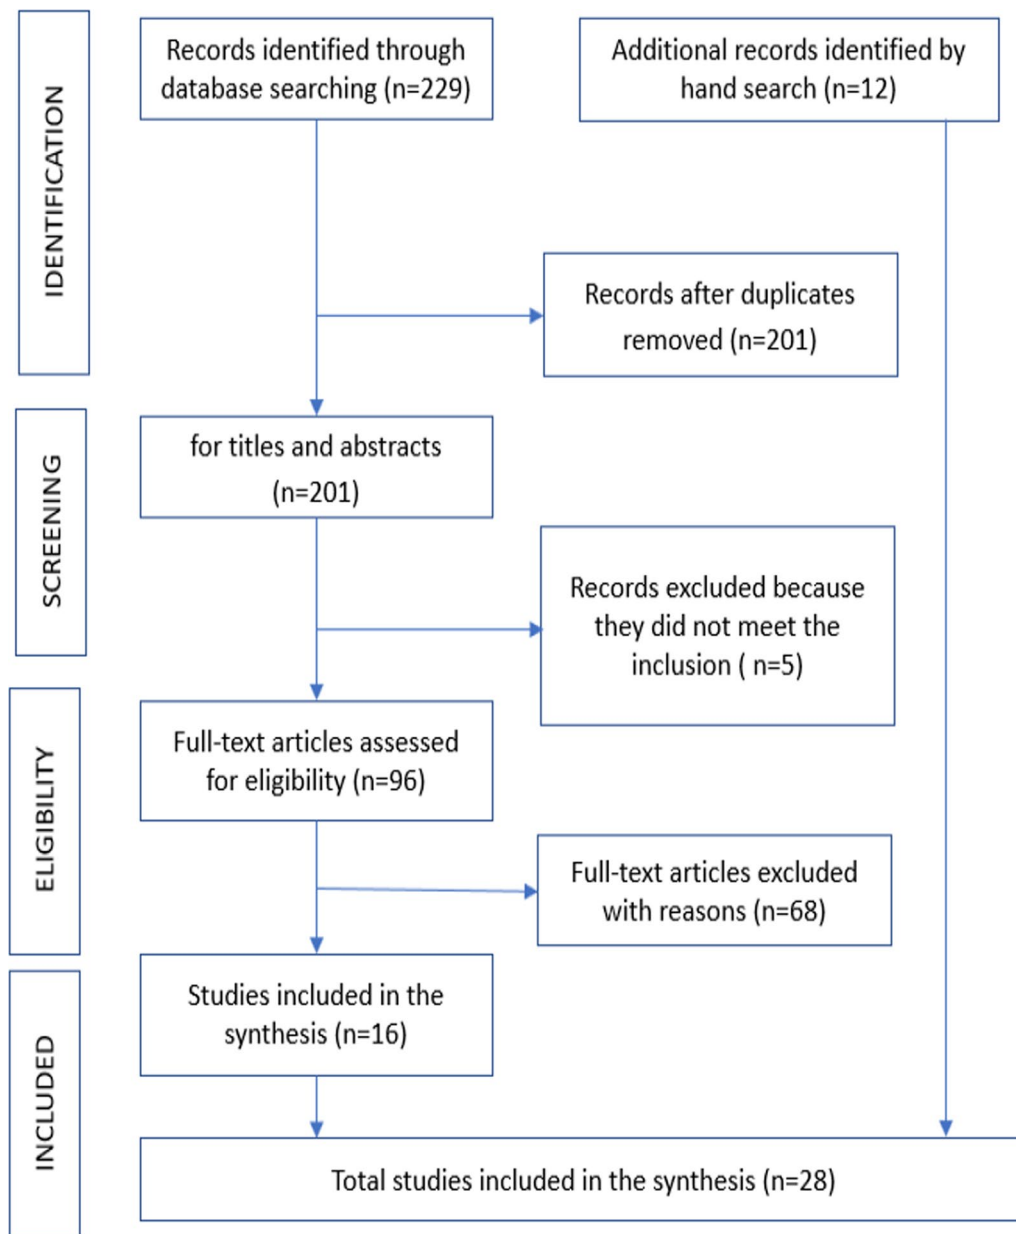 IDENTIFICATION
Records identified through
database searching (n=229)
Additional records identified by
hand search (n=12)
Records after duplicates
removed (n=201)
SCREENING
for titles and abstracts
(n=201)
Records excluded because
they did not meet the
inclusion ( n=5)
ELIGIBILITY
Full-text articles assessed
for eligibility (n=96)
Full-text articles excluded
with reasons (n=68)
INCLUDED
Studies included in the
synthesis (n=16)
Total studies included in the synthesis (n=28)